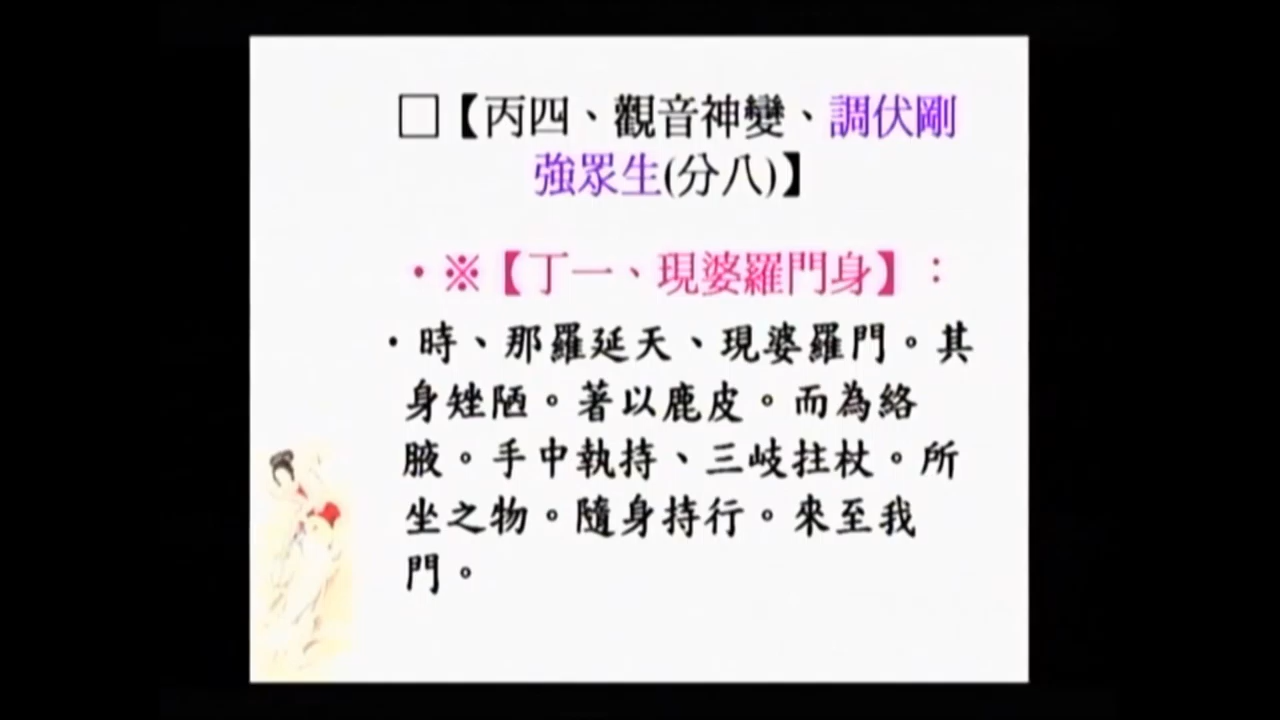 □【丙四、觀音神變、調伏剛
強眾生(分八)】
•※【丁一、現婆羅門身】：
•時、那羅延天、現婆羅門。其
身矬陋。著以鹿皮。而為絡
腋。手中執持、三岐拄杖。所
坐之物。隨身持行。來至我
門。